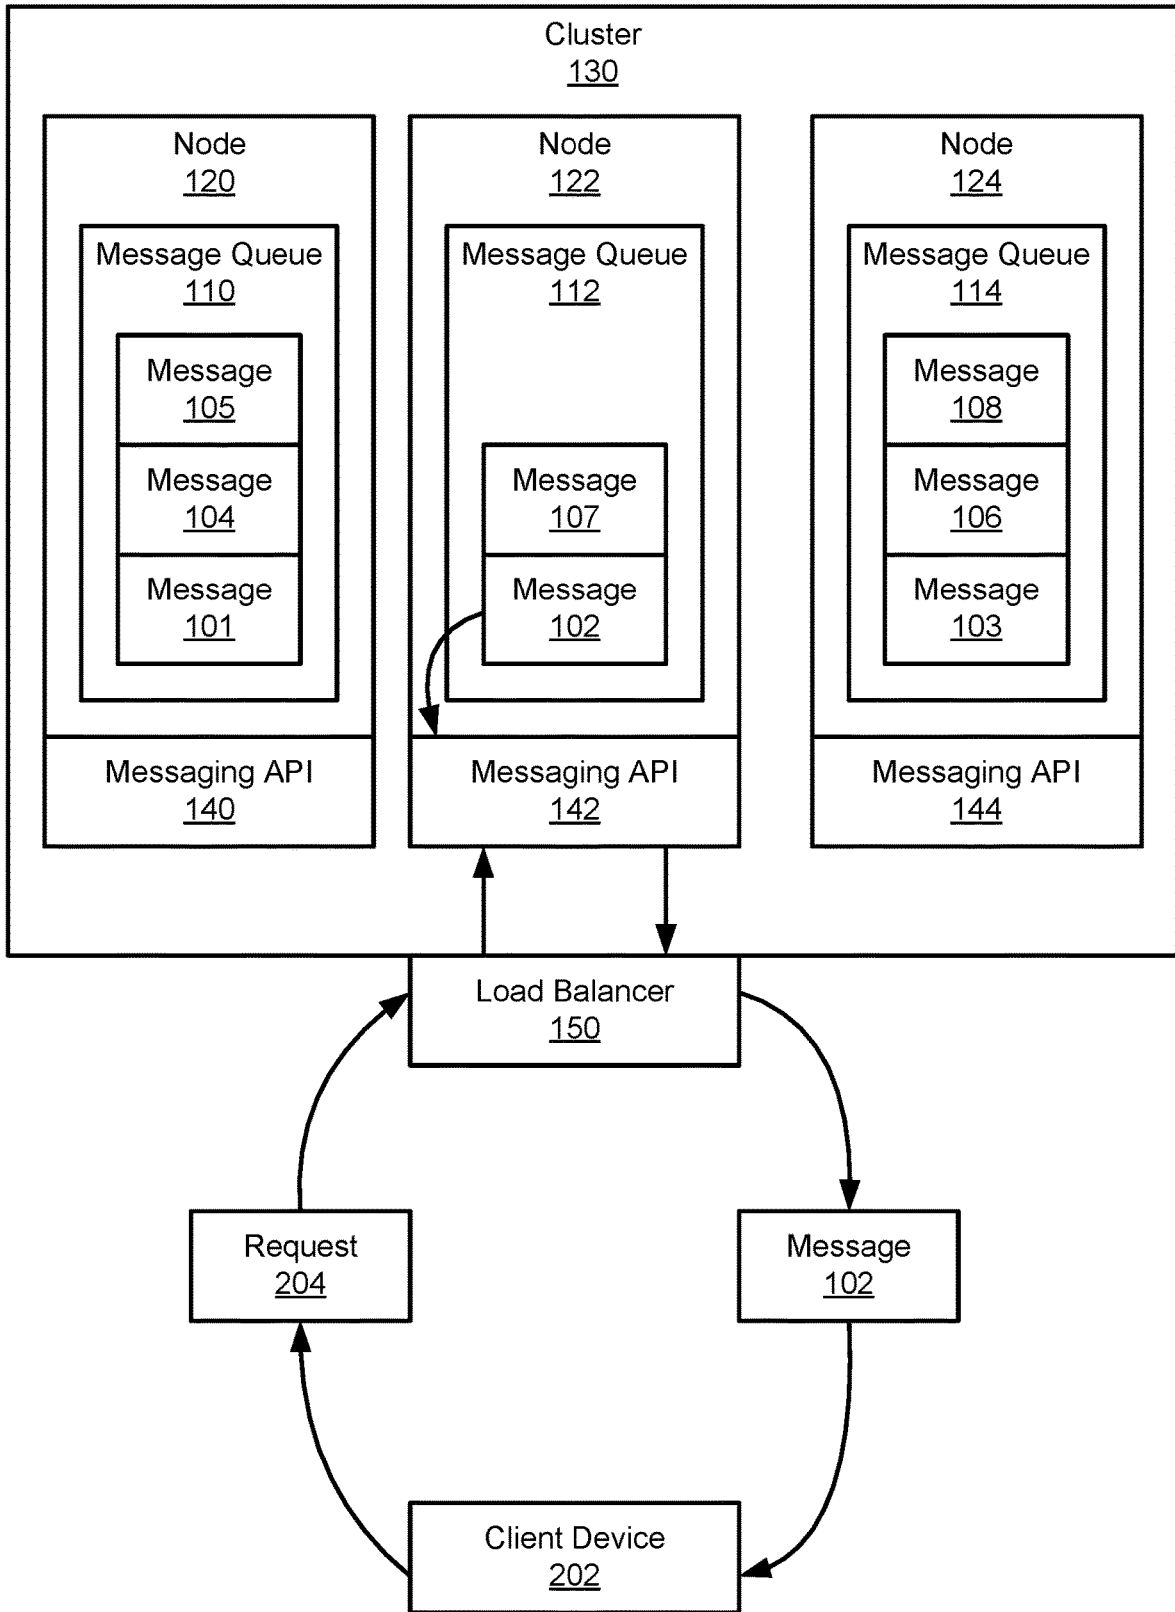 Cluster
130
Node
120
Message Queue
110
Message
105
Message
104
Message
101
Messaging API
140
Node
122
Message Queue
112
Message
107
Message
102
Messaging API
142
Node
124
Message Queue
114
Message
108
Message
106
Message
103
Messaging API
144
Load Balancer
150
Request
204
Message
102
Client Device
202